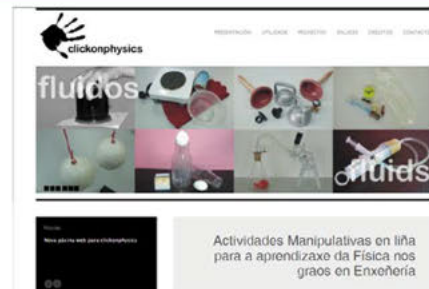 clickonphysics
PRESENTACIÓN UTILIDADE PROXECTOS ENLACES CRÉDITOS CONTACTO
fluidos
fluids
Novas
Nova páxina web para clickonphysics
Actividades Manipulativas en liña
para a aprendizaxe da Física nos
graos en Enxeñería